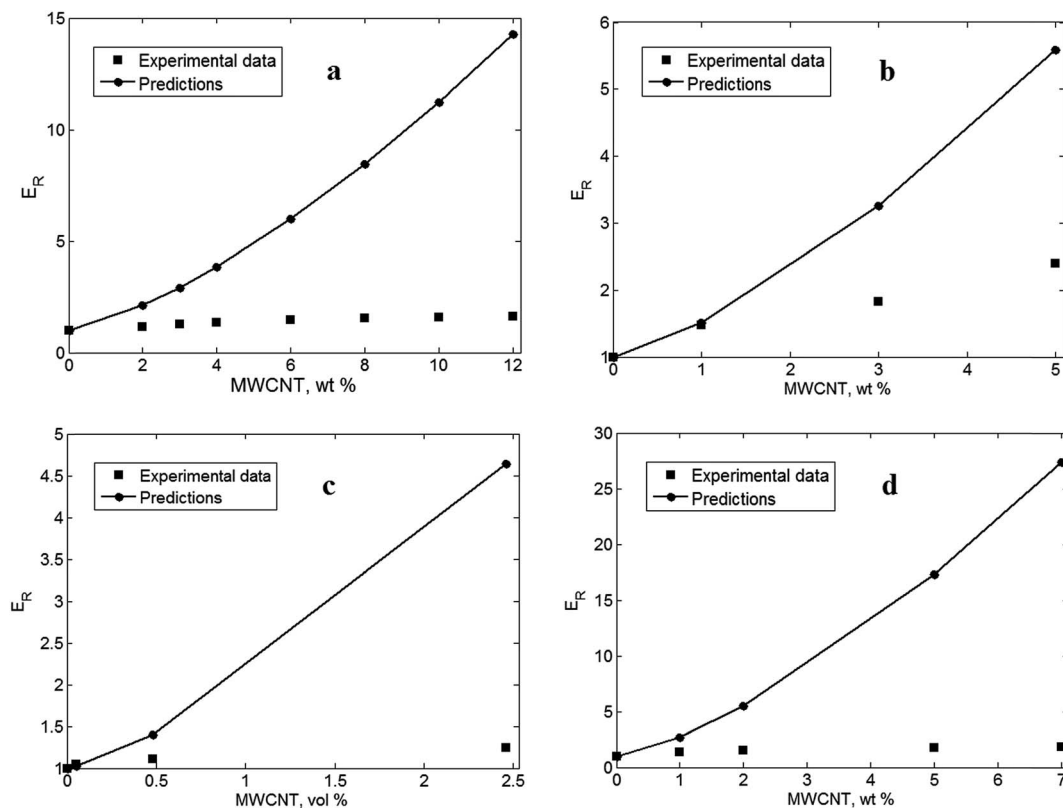 15
10
5
0
E_R
Experimental data
Predictions
a
0 2 4 6 8 10 12
MWCNT, wt %
6
5
4
3
2
1
E_R
Experimental data
Predictions
b
0 1 2 3 4 5
MWCNT, wt %
5
4.5
4
3.5
3
2.5
2
1.5
1
E_R
Experimental data
Predictions
c
0 0.5 1 1.5 2 2.5
MWCNT, vol %
30
25
20
15
10
5
0
E_R
Experimental data
Predictions
d
0 1 2 3 4 5 6 7
MWCNT, wt %